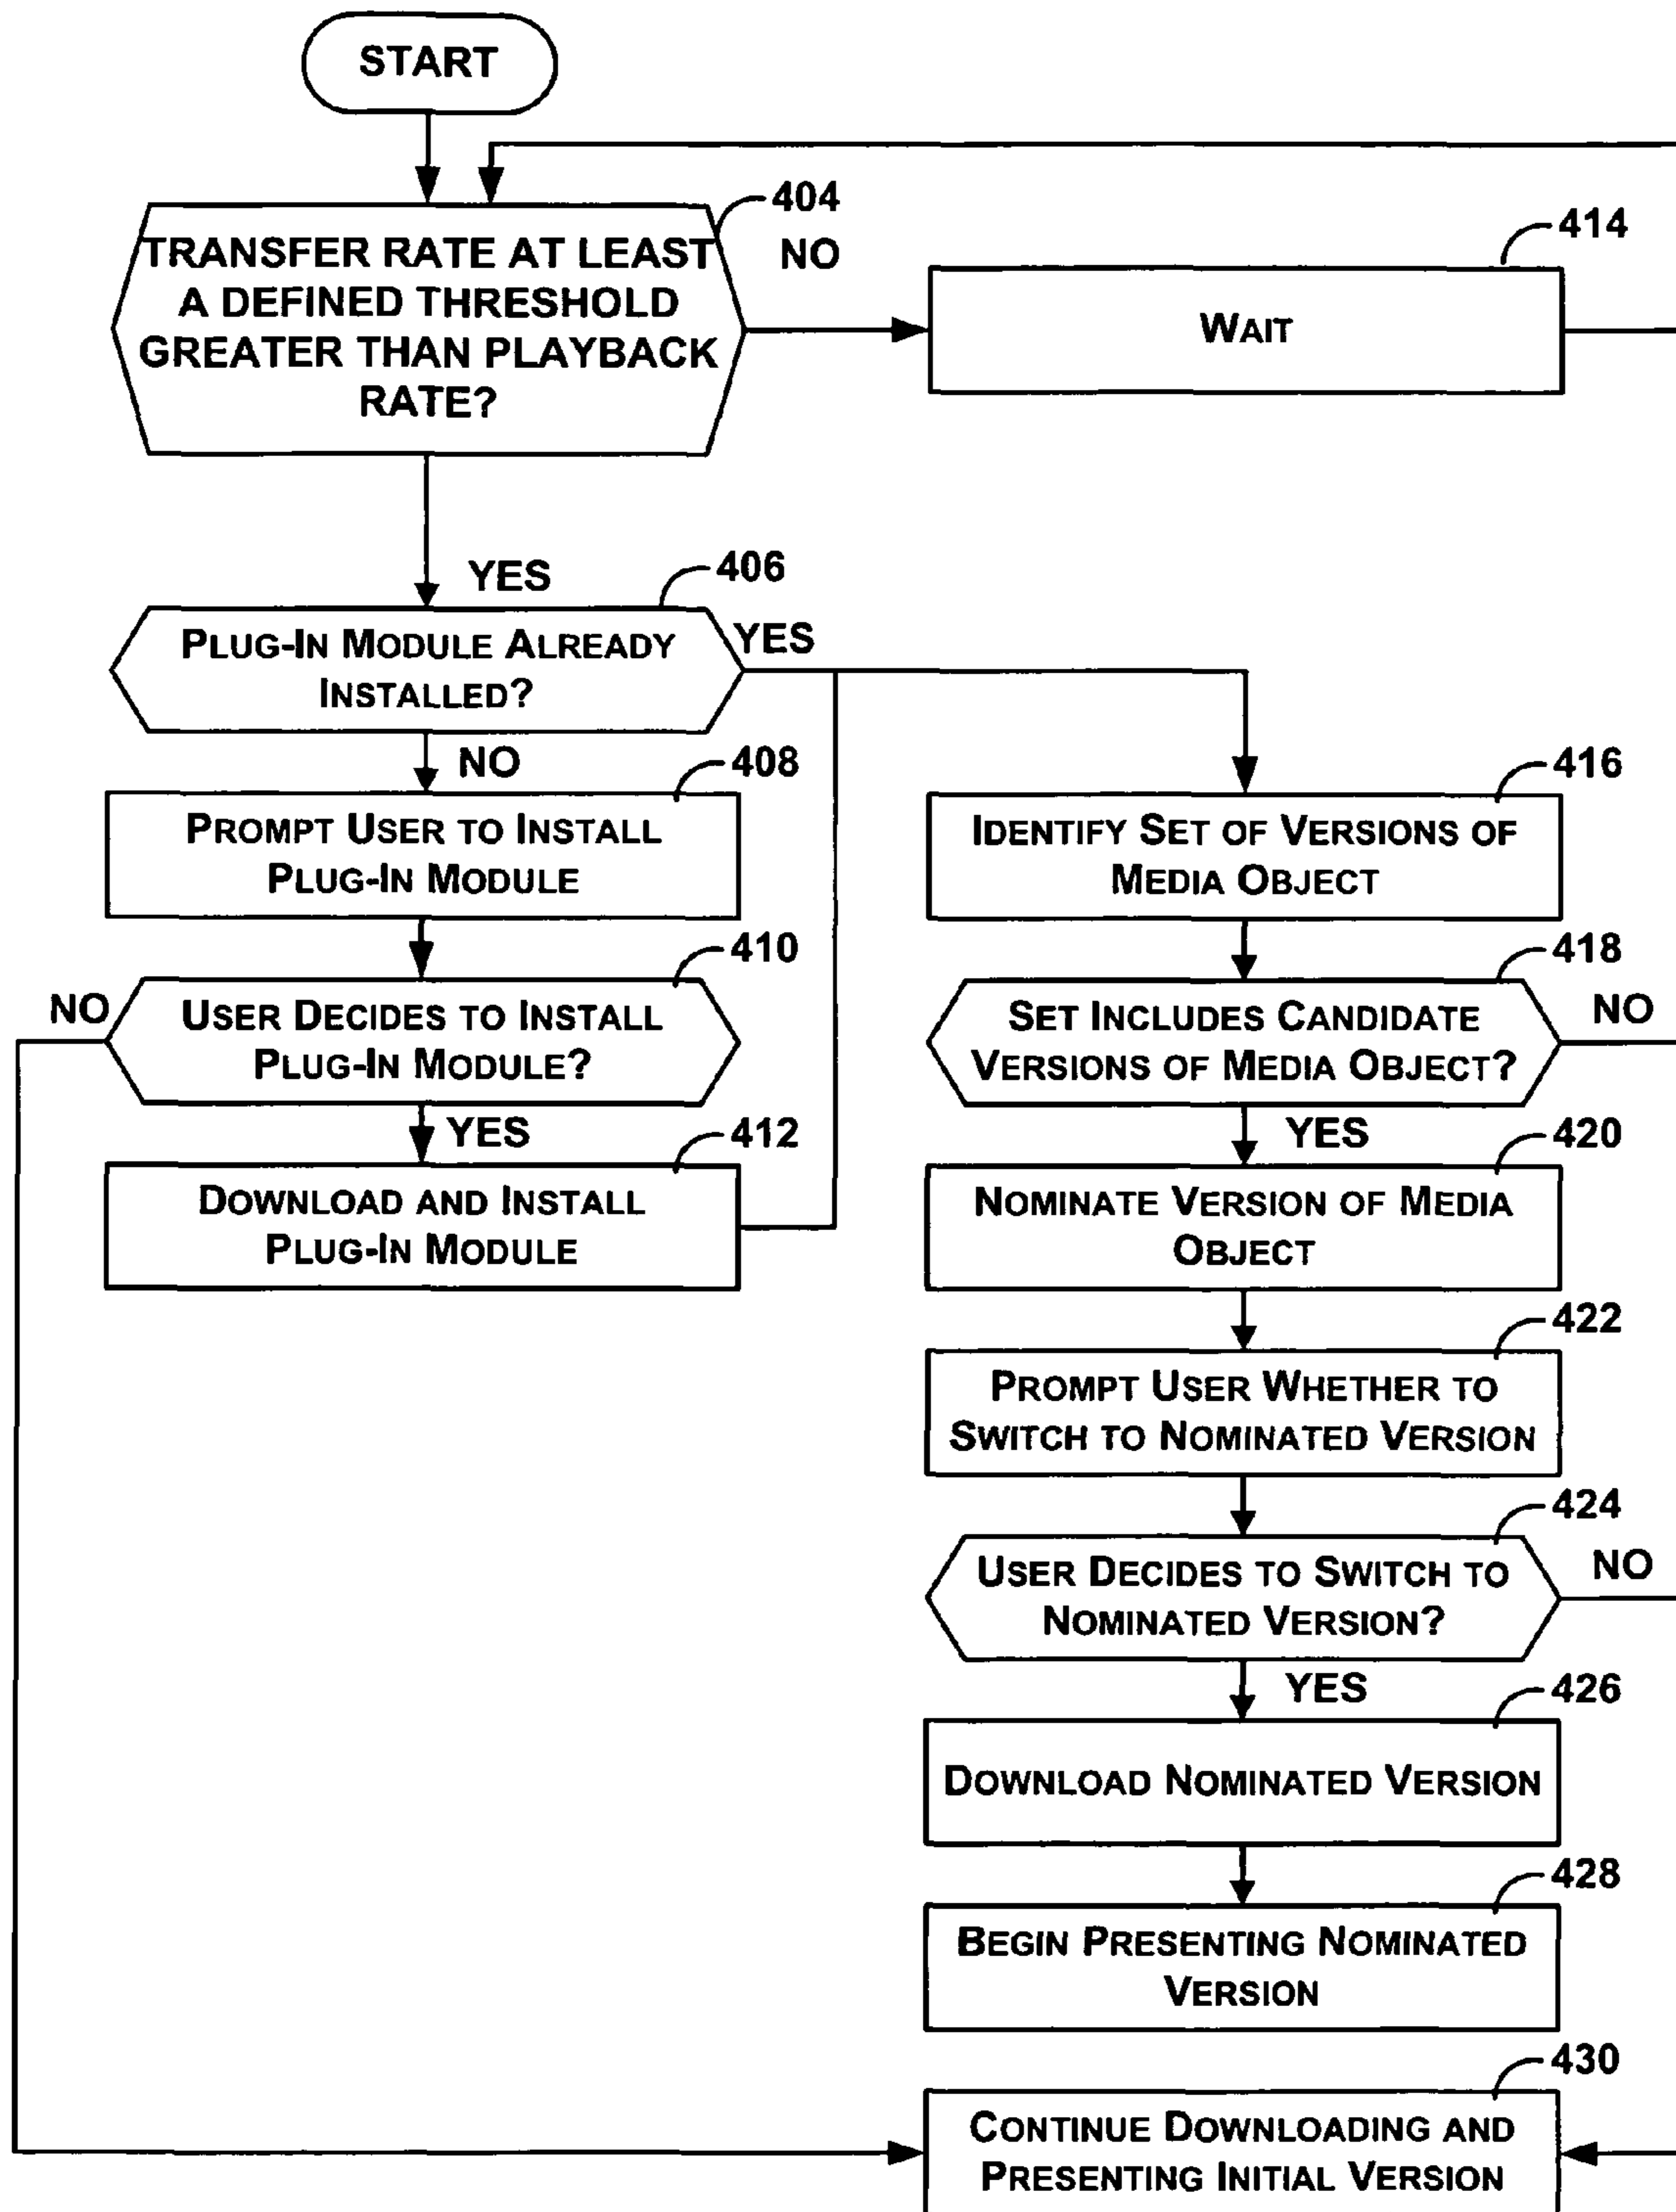 START
404
TRANSFER RATE AT LEAST
A DEFINED THRESHOLD
GREATER THAN PLAYBACK
RATE?
NO
414
WAIT
YES
406
PLUG-IN MODULE ALREADY
INSTALLED?
YES
NO
408
PROMPT USER TO INSTALL
PLUG-IN MODULE
410
NO
USER DECIDES TO INSTALL
PLUG-IN MODULE?
YES
412
DOWNLOAD AND INSTALL
PLUG-IN MODULE
416
IDENTIFY SET OF VERSIONS OF
MEDIA OBJECT
418
SET INCLUDES CANDIDATE
VERSIONS OF MEDIA OBJECT?
NO
YES
420
NOMINATE VERSION OF MEDIA
OBJECT
422
PROMPT USER WHETHER TO
SWITCH TO NOMINATED VERSION
424
USER DECIDES TO SWITCH TO
NOMINATED VERSION?
NO
YES
426
DOWNLOAD NOMINATED VERSION
428
BEGIN PRESENTING NOMINATED
VERSION
430
CONTINUE DOWNLOADING AND
PRESENTING INITIAL VERSION